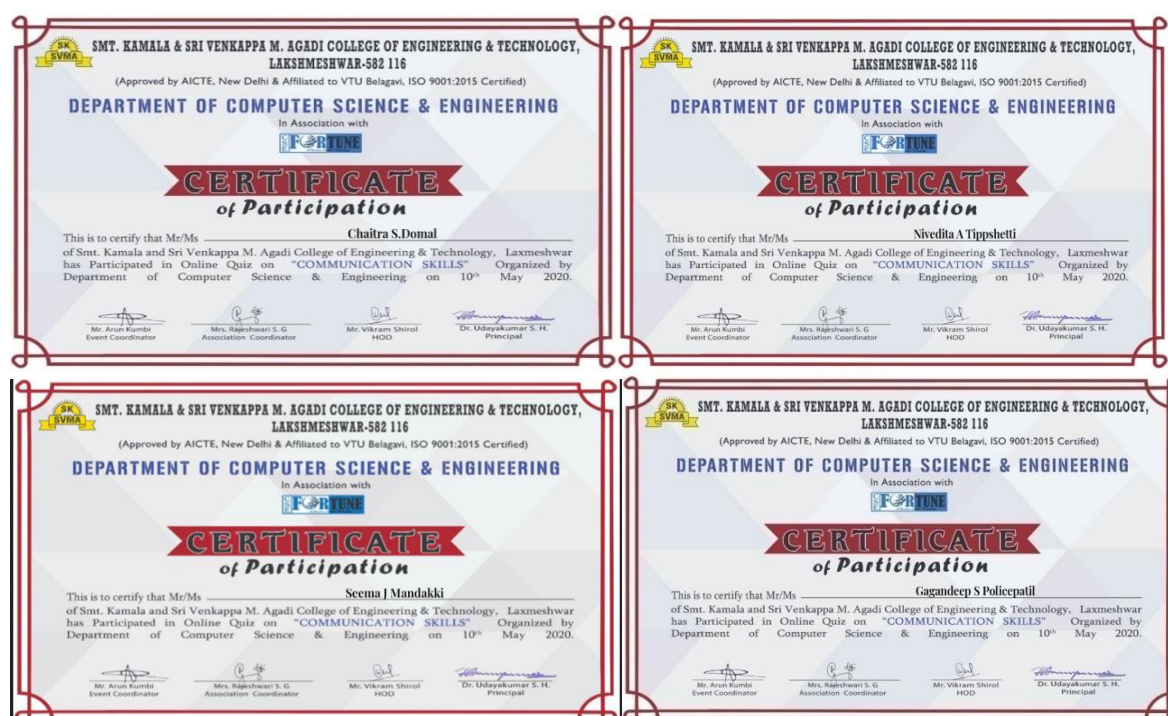 SK
SVMA
SMT. KAMALA & SRI VENKAPPA M. AGADI COLLEGE OF ENGINEERING & TECHNOLOGY,
LAKSHMESHWAR-582 116
(Approved by AICTE, New Delhi & Affiliated to VTU Belagavi, ISO 9001:2015 Certified)
DEPARTMENT OF COMPUTER SCIENCE & ENGINEERING
In Association with
FORTUNE
CERTIFICATE
of Participation
This is to certify that Mr/Ms Chaitra S.Domal
of Smt. Kamala and Sri Venkappa M. Agadi College of Engineering & Technology, Laxmeshwar
has Participated in Online Quiz on "COMMUNICATION SKILLS" Organized by
Department of Computer Science & Engineering on 10th May 2020.
Mr. Arun Kumbi Mrs. Rajeshwari S. G Mr. Vikram Shirol Dr. Udayakumar S. H.
Event Coordinator Association Coordinator HOD Principal
SK
SVMA
SMT. KAMALA & SRI VENKAPPA M. AGADI COLLEGE OF ENGINEERING & TECHNOLOGY,
LAKSHMESHWAR-582 116
(Approved by AICTE, New Delhi & Affiliated to VTU Belagavi, ISO 9001:2015 Certified)
DEPARTMENT OF COMPUTER SCIENCE & ENGINEERING
In Association with
FORTUNE
CERTIFICATE
of Participation
This is to certify that Mr/Ms Nivedita A Tippshetti
of Smt. Kamala and Sri Venkappa M. Agadi College of Engineering & Technology, Laxmeshwar
has Participated in Online Quiz on "COMMUNICATION SKILLS" Organized by
Department of Computer Science & Engineering on 10th May 2020.
Mr. Arun Kumbi Mrs. Rajeshwari S. G Mr. Vikram Shirol Dr. Udayakumar S. H.
Event Coordinator Association Coordinator HOD Principal
SK
SVMA
SMT. KAMALA & SRI VENKAPPA M. AGADI COLLEGE OF ENGINEERING & TECHNOLOGY,
LAKSHMESHWAR-582 116
(Approved by AICTE, New Delhi & Affiliated to VTU Belagavi, ISO 9001:2015 Certified)
DEPARTMENT OF COMPUTER SCIENCE & ENGINEERING
In Association with
FORTUNE
CERTIFICATE
of Participation
This is to certify that Mr/Ms Seema J Mandakki
of Smt. Kamala and Sri Venkappa M. Agadi College of Engineering & Technology, Laxmeshwar
has Participated in Online Quiz on "COMMUNICATION SKILLS" Organized by
Department of Computer Science & Engineering on 10th May 2020.
Mr. Arun Kumbi Mrs. Rajeshwari S. G Mr. Vikram Shirol Dr. Udayakumar S. H.
Event Coordinator Association Coordinator HOD Principal
SK
SVMA
SMT. KAMALA & SRI VENKAPPA M. AGADI COLLEGE OF ENGINEERING & TECHNOLOGY,
LAKSHMESHWAR-582 116
(Approved by AICTE, New Delhi & Affiliated to VTU Belagavi, ISO 9001:2015 Certified)
DEPARTMENT OF COMPUTER SCIENCE & ENGINEERING
In Association with
FORTUNE
CERTIFICATE
of Participation
This is to certify that Mr/Ms Gagandeep S Policepatil
of Smt. Kamala and Sri Venkappa M. Agadi College of Engineering & Technology, Laxmeshwar
has Participated in Online Quiz on "COMMUNICATION SKILLS" Organized by
Department of Computer Science & Engineering on 10th May 2020.
Mr. Arun Kumbi Mrs. Rajeshwari S. G Mr. Vikram Shirol Dr. Udayakumar S. H.
Event Coordinator Association Coordinator HOD Principal